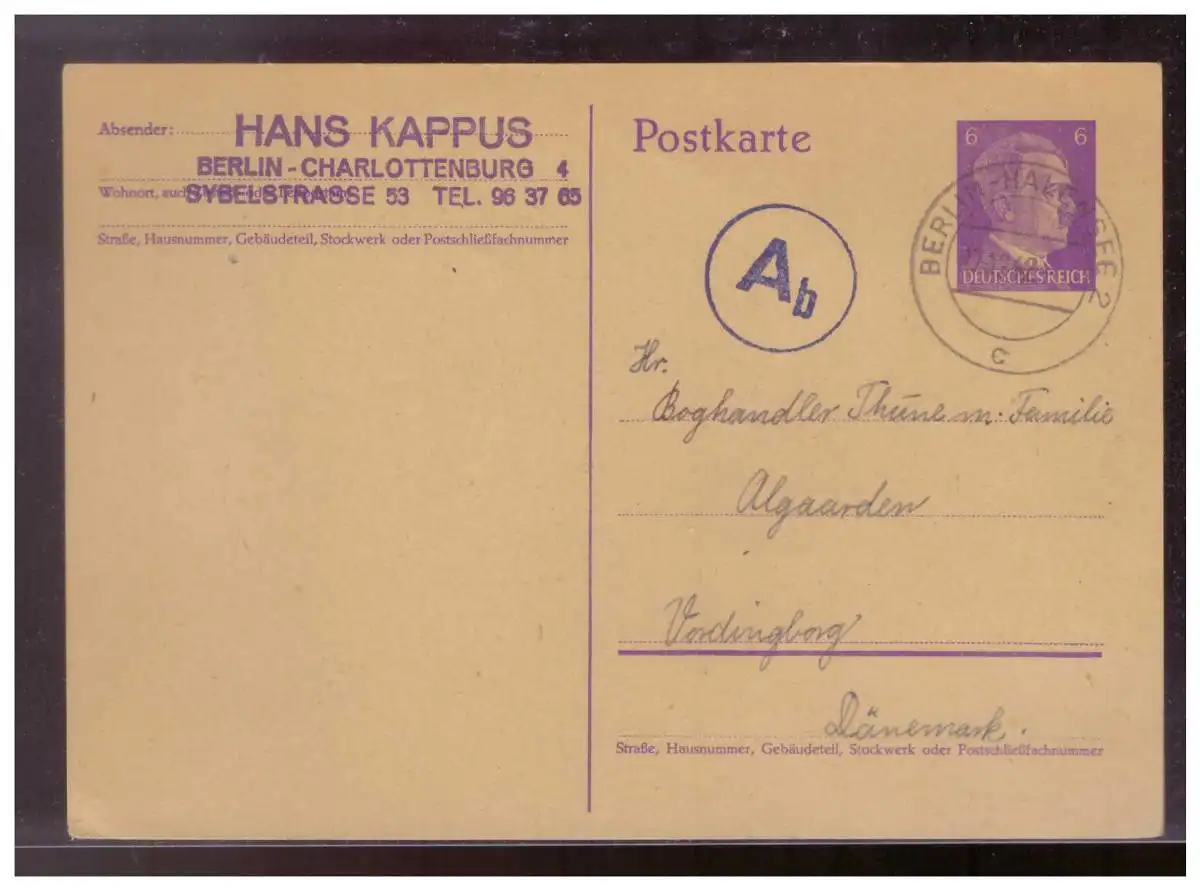 Absender:
HANS KAPPUS
BERLIN-CHARLOTTENBURG 4
Wohnort, auch
SYBELSTRASSE 53 TEL. 96 37 65
Straße, Hausnummer, Gebäudeteil, Stockwerk oder Postschließfachnummer
Postkarte
6 6
DEUTSCHES REICH
BERLIN-HALENSEE 2
c
Ab
Hr.
Boghandler Thune m. Familie
Algaarden
Vordingborg
Dänemark.
Straße, Hausnummer, Gebäudeteil, Stockwerk oder Postschließfachnummer